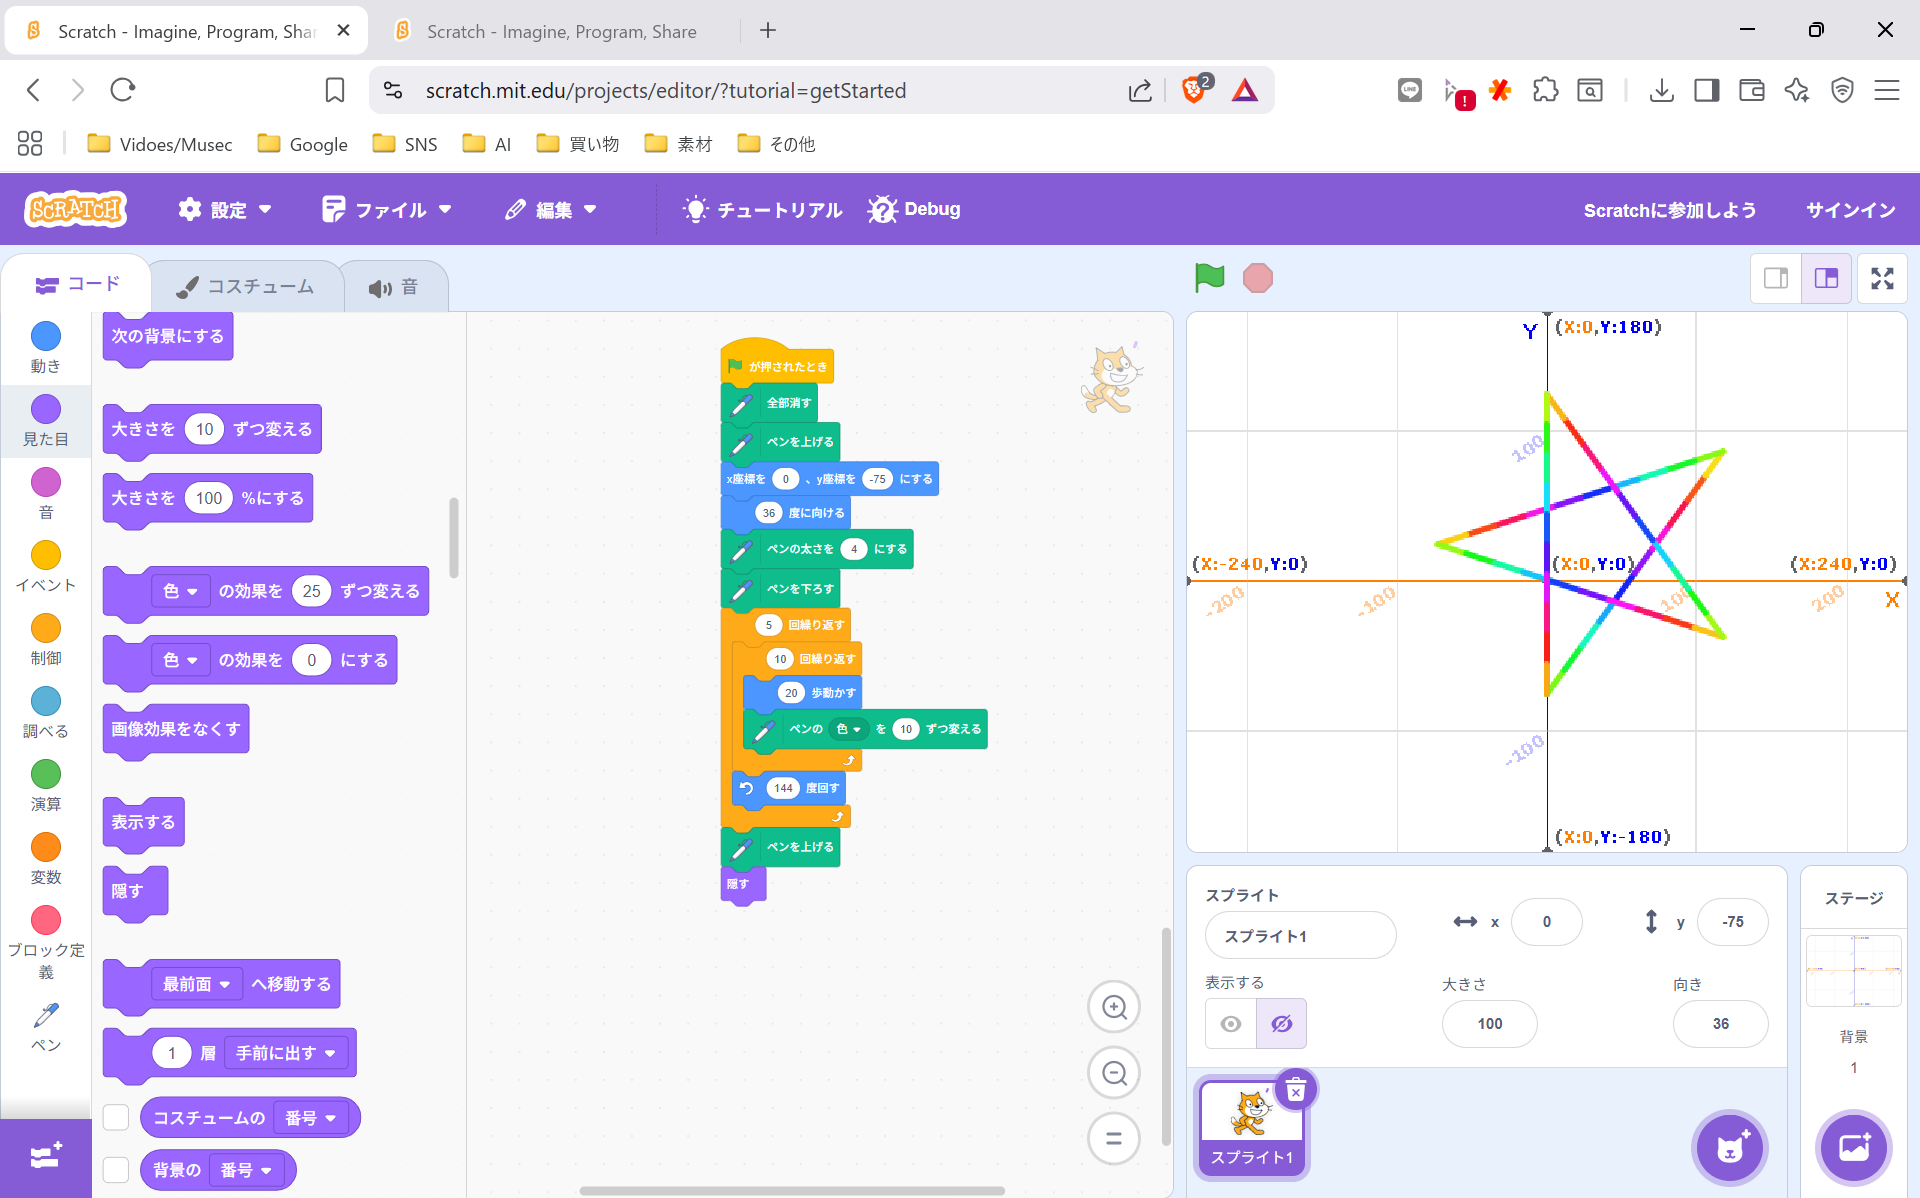 Scratch - Imagine, Program, Shar
Scratch - Imagine, Program, Share
scratch.mit.edu/projects/editor/?tutorial=getStarted
2
LINE
!
Vidoes/Musec
Google
SNS
AI
買い物
素材
その他
SCRATCH
設定
ファイル
編集
チュートリアル
Debug
Scratchに参加しよう
サインイン
コード
コスチューム
音
動き
見た目
音
イベント
制御
調べる
演算
変数
ブロック定
義
ペン
次の背景にする
大きさを 10 ずつ変える
大きさを 100 %にする
色 の効果を 25 ずつ変える
色 の効果を 0 にする
画像効果をなくす
表示する
隠す
最前面 へ移動する
1 層 手前に出す
コスチュームの 番号
背景の 番号
が押されたとき
全部消す
ペンを上げる
x座標を 0 、y座標を -75 にする
36 度に向ける
ペンの太さを 4 にする
ペンを下ろす
5 回繰り返す
10 回繰り返す
20 歩動かす
ペンの 色 を 10 ずつ変える
144 度回す
ペンを上げる
隠す
Y (X:0,Y:180)
100
(X:-240,Y:0)
(X:0,Y:0)
(X:240,Y:0)
-200
-100
100
200
X
-100
(X:0,Y:-180)
スプライト
スプライト1
x 0
y -75
表示する
大きさ
100
向き
36
スプライト1
ステージ
背景
1